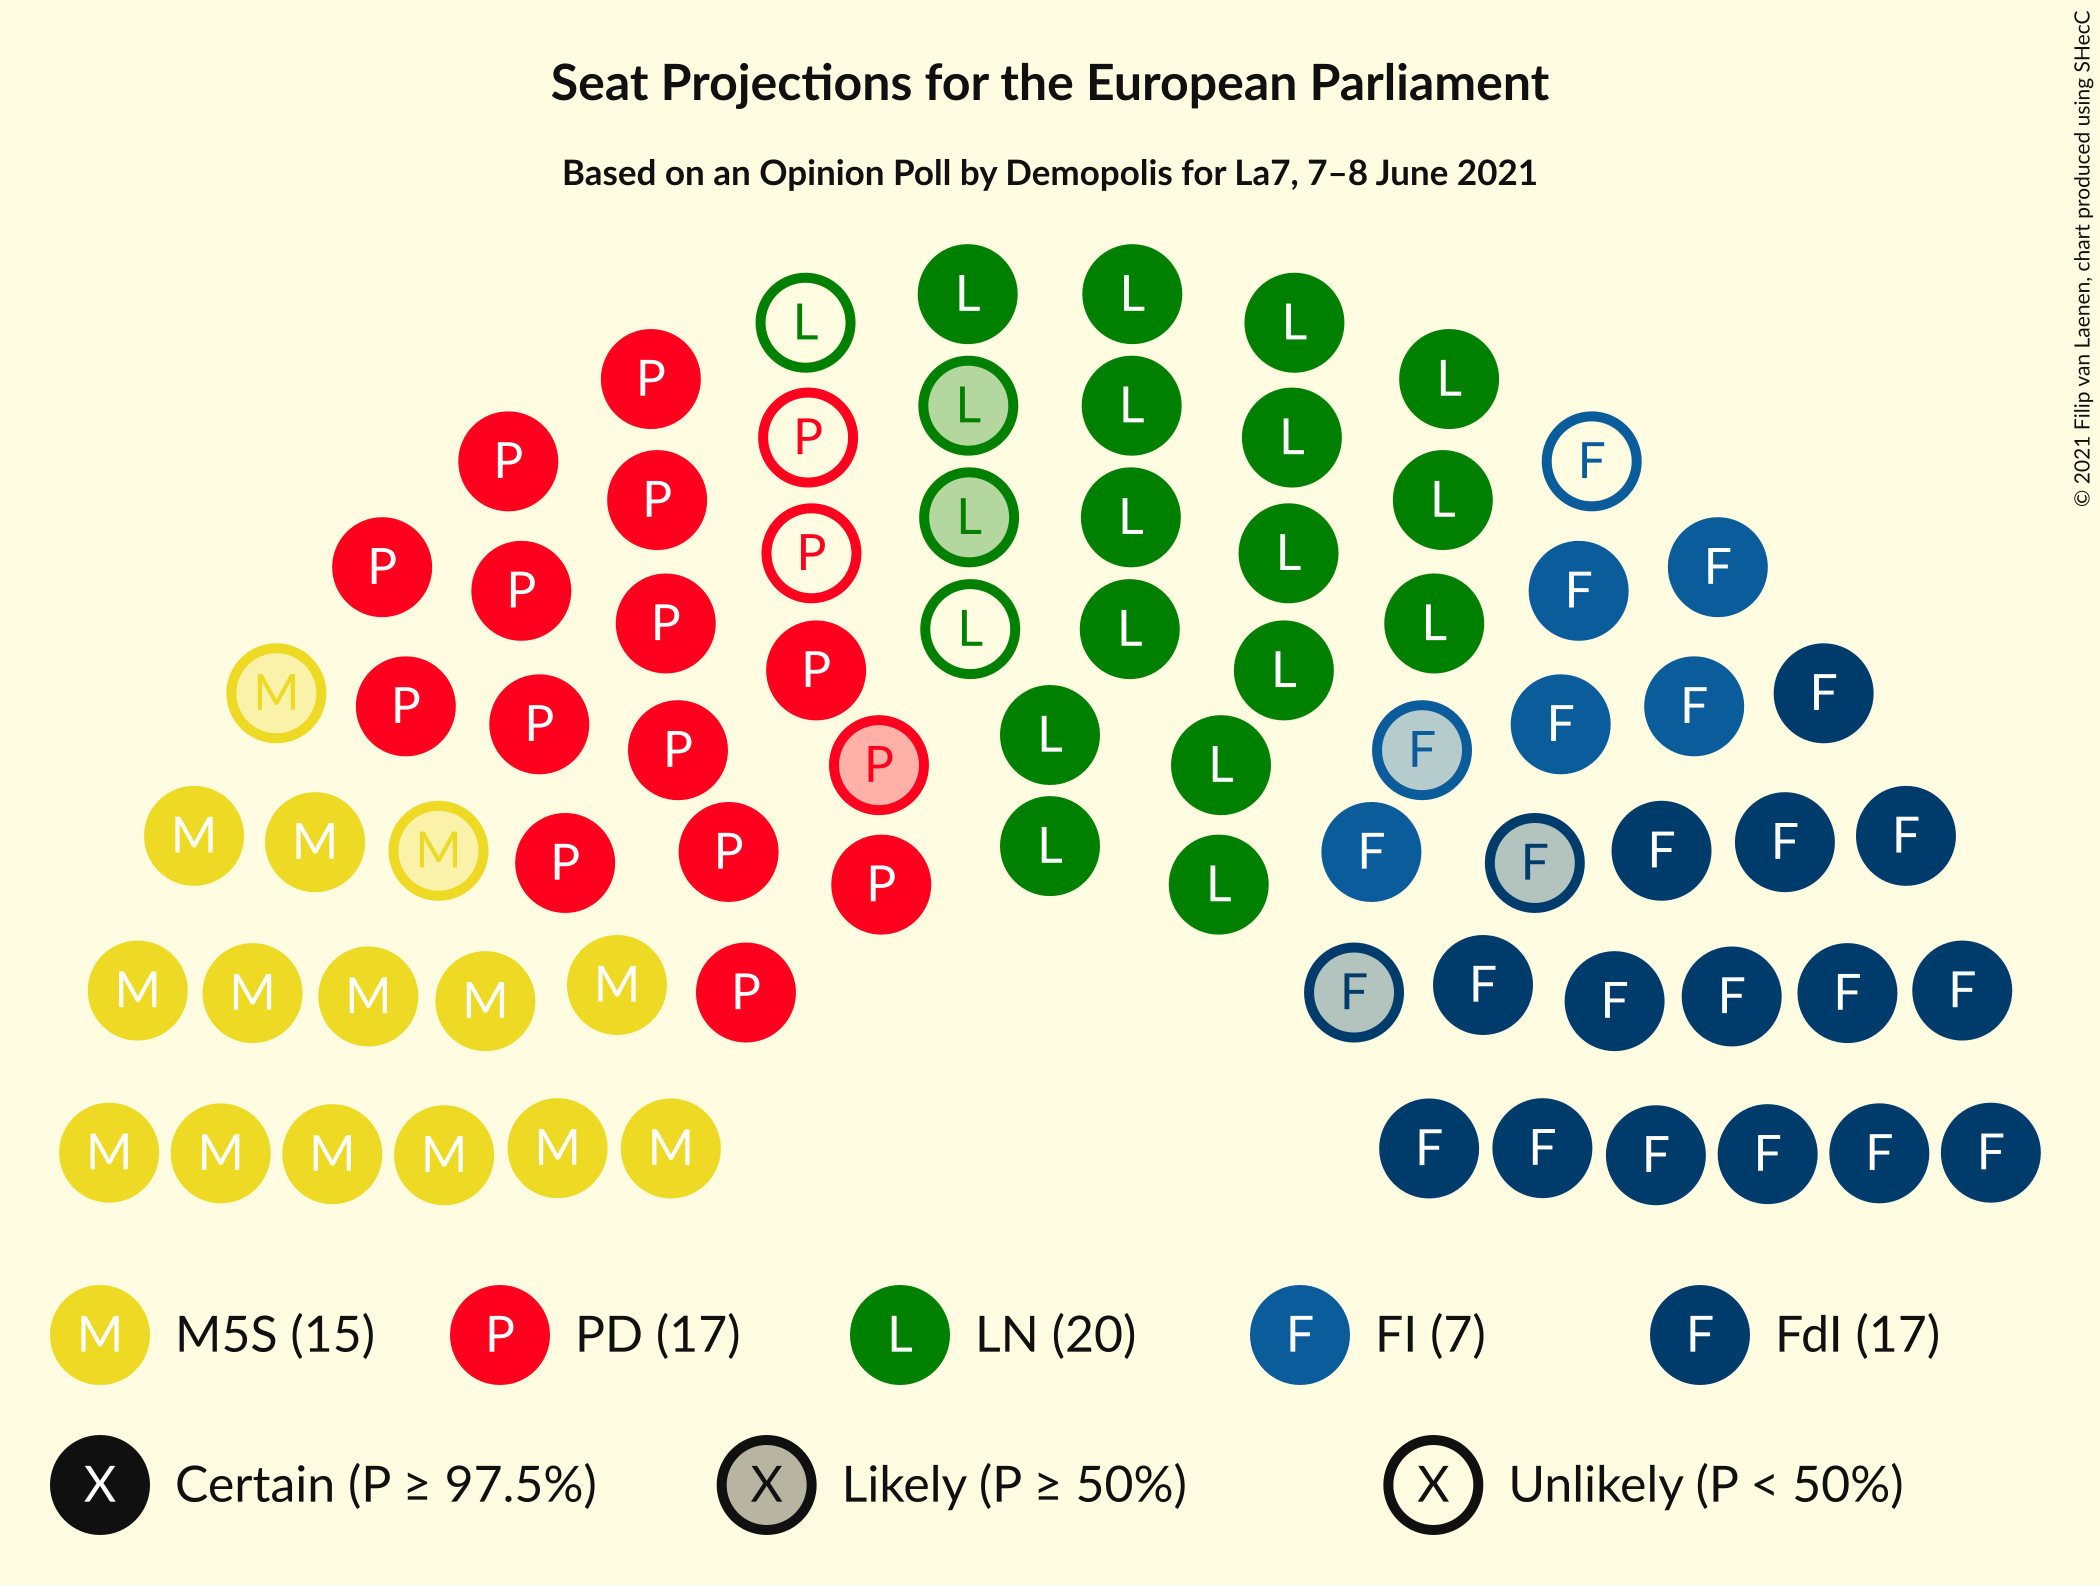 Seat Projections for the European Parliament
Based on an Opinion Poll by Demopolis for La7, 7–8 June 2021
© 2021 Filip van Laenen, chart produced using SHecC
L L L L
P L L
P P L L L L F
P P L L
P P P L L L F F
M P P P L L L F F F
P P L L F F
M M M P P P L L F F F F F
M M M M M P F F F F F F
M M M M M M F F F F F F
M M5S (15) P PD (17) L LN (20) F FI (7) F FdI (17)
X Certain (P ≥ 97.5%) X Likely (P ≥ 50%) X Unlikely (P < 50%)